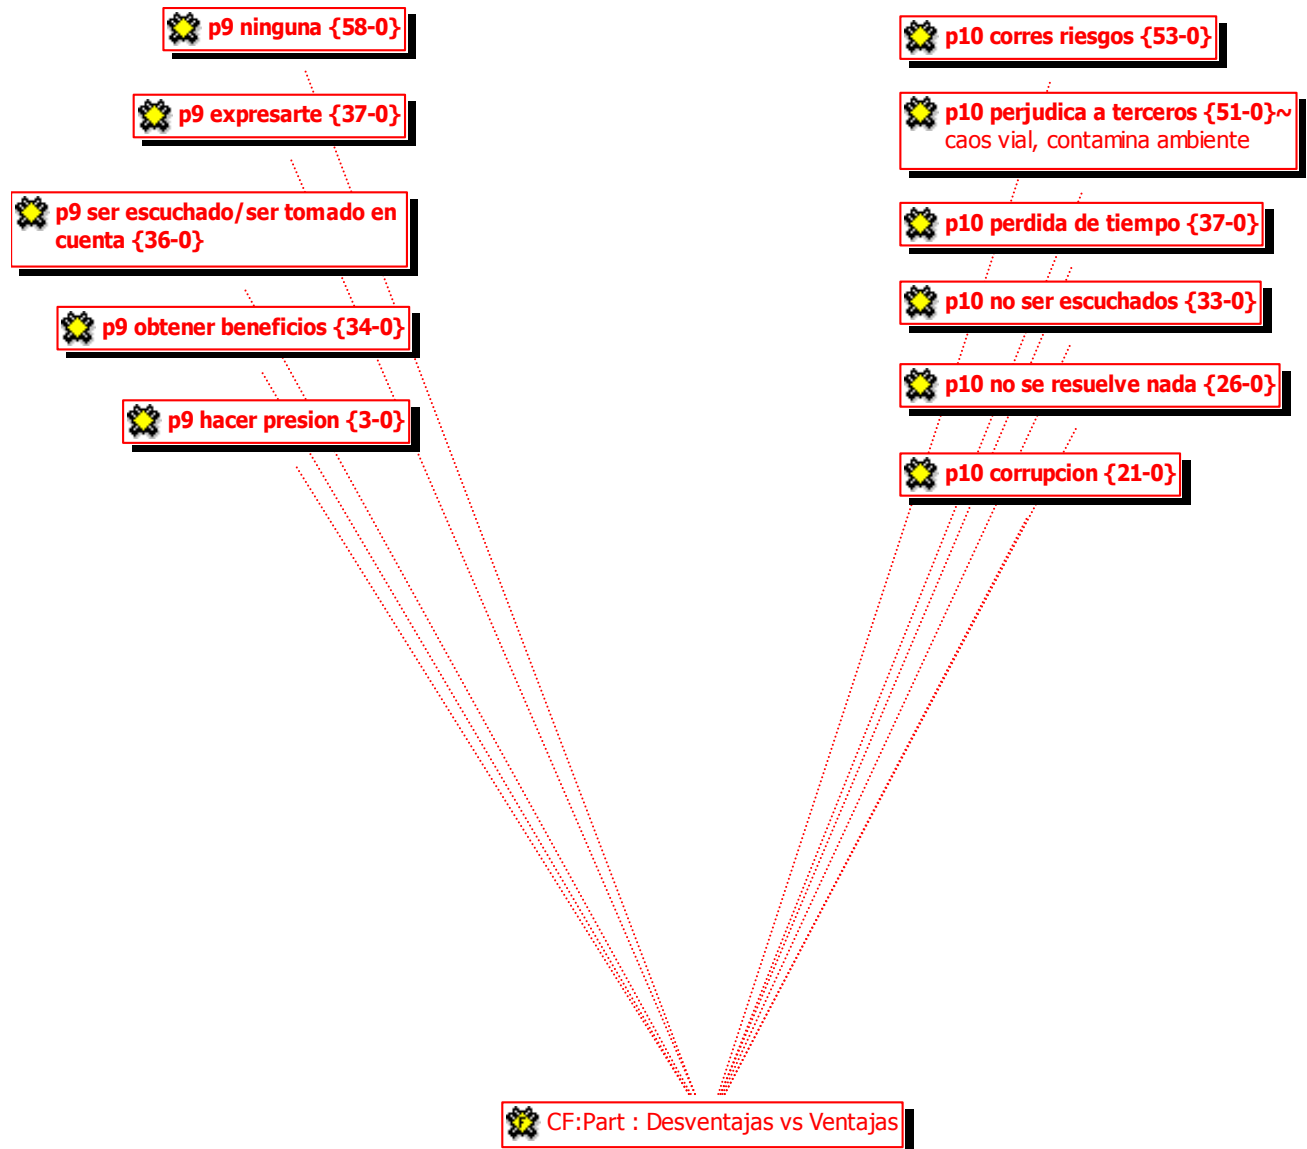 p9 ninguna {58-0}
p9 expresarte {37-0}
p9 ser escuchado/ser tomado en
cuenta {36-0}
p9 obtener beneficios {34-0}
p9 hacer presion {3-0}
p10 corres riesgos {53-0}
p10 perjudica a terceros {51-0}~
caos vial, contamina ambiente
p10 perdida de tiempo {37-0}
p10 no ser escuchados {33-0}
p10 no se resuelve nada {26-0}
p10 corrupcion {21-0}
F CF:Part : Desventajas vs Ventajas